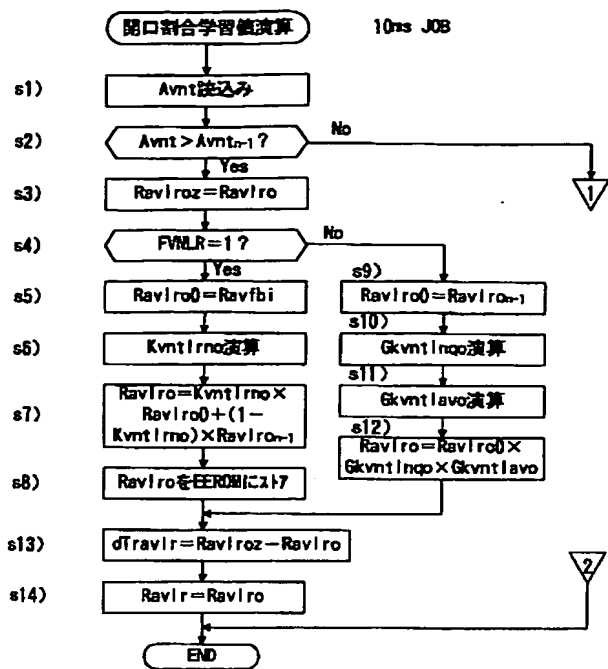 開口割合学習値演算
10ms JOB
s1)
Avnt読込み
s2)
Avnt>Avntn-1?
No
Yes
1
s3)
Ravlroz=Ravlro
s4)
FVNLR=1?
No
Yes
s5)
Ravlro0=Ravfbi
s6)
Kvntlrno演算
s7)
Ravlro=Kvntlrno×
Ravlro0+(1-
Kvntlrno)×Ravlron-1
s8)
RavlroをEEROMにストア
s9)
Ravlro0=Ravlron-1
s10)
Gkvntlnqo演算
s11)
Gkvntlavo演算
s12)
Ravlro=Ravlro0×
Gkvntlnqo×Gkvntlavo
s13)
dTravlr=Ravlroz-Ravlro
2
s14)
Ravlr=Ravlro
END